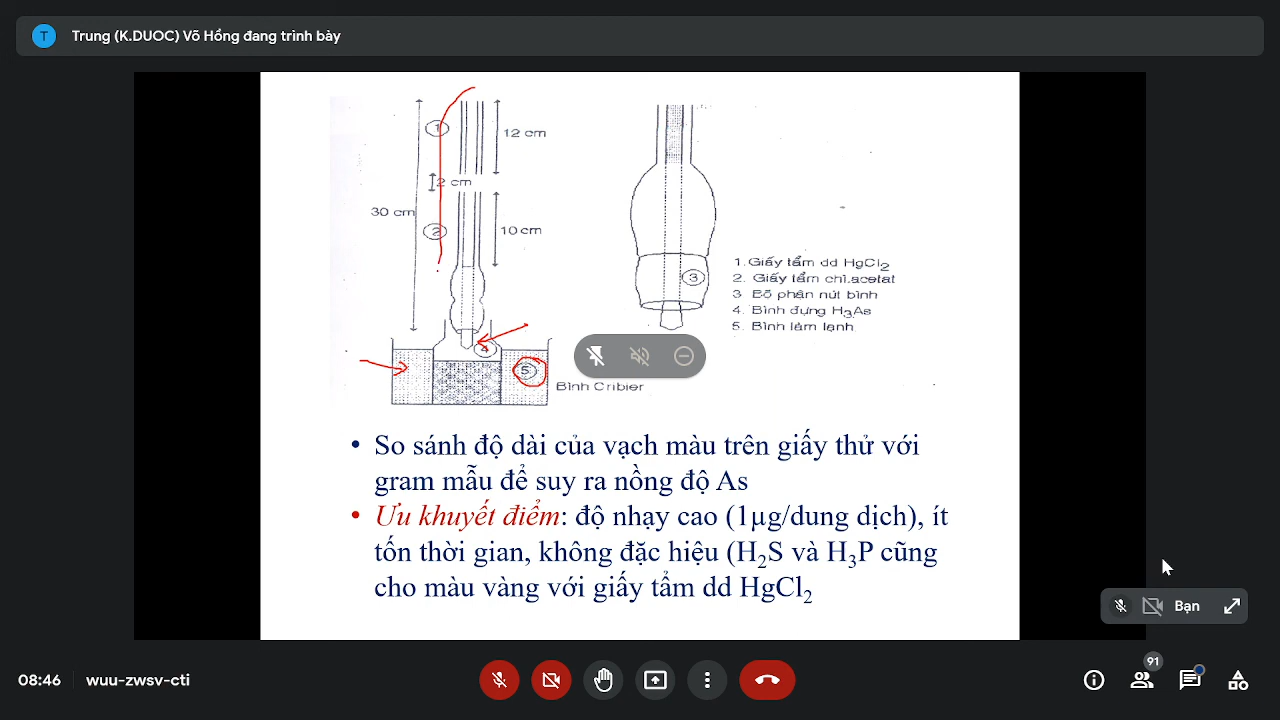 T
Trung (K.DUOC) Võ Hồng đang trình bày
1
12 cm
2 cm
30 cm
2
10 cm
4
5
Bình Cribier
3
1. Giấy tẩm dd HgCl2
2. Giấy tẩm chì.acetat
3 Bỏ phân nút bình
4. Bình đựng H3As
5. Bình làm lạnh
• So sánh độ dài của vạch màu trên giấy thử với
gram mẫu để suy ra nồng độ As
• Ưu khuyết điểm: độ nhạy cao (1µg/dung dịch), ít
tốn thời gian, không đặc hiệu (H2S và H3P cũng
cho màu vàng với giấy tẩm dd HgCl2
Bạn
08:46
wuu-zwsv-cti
91